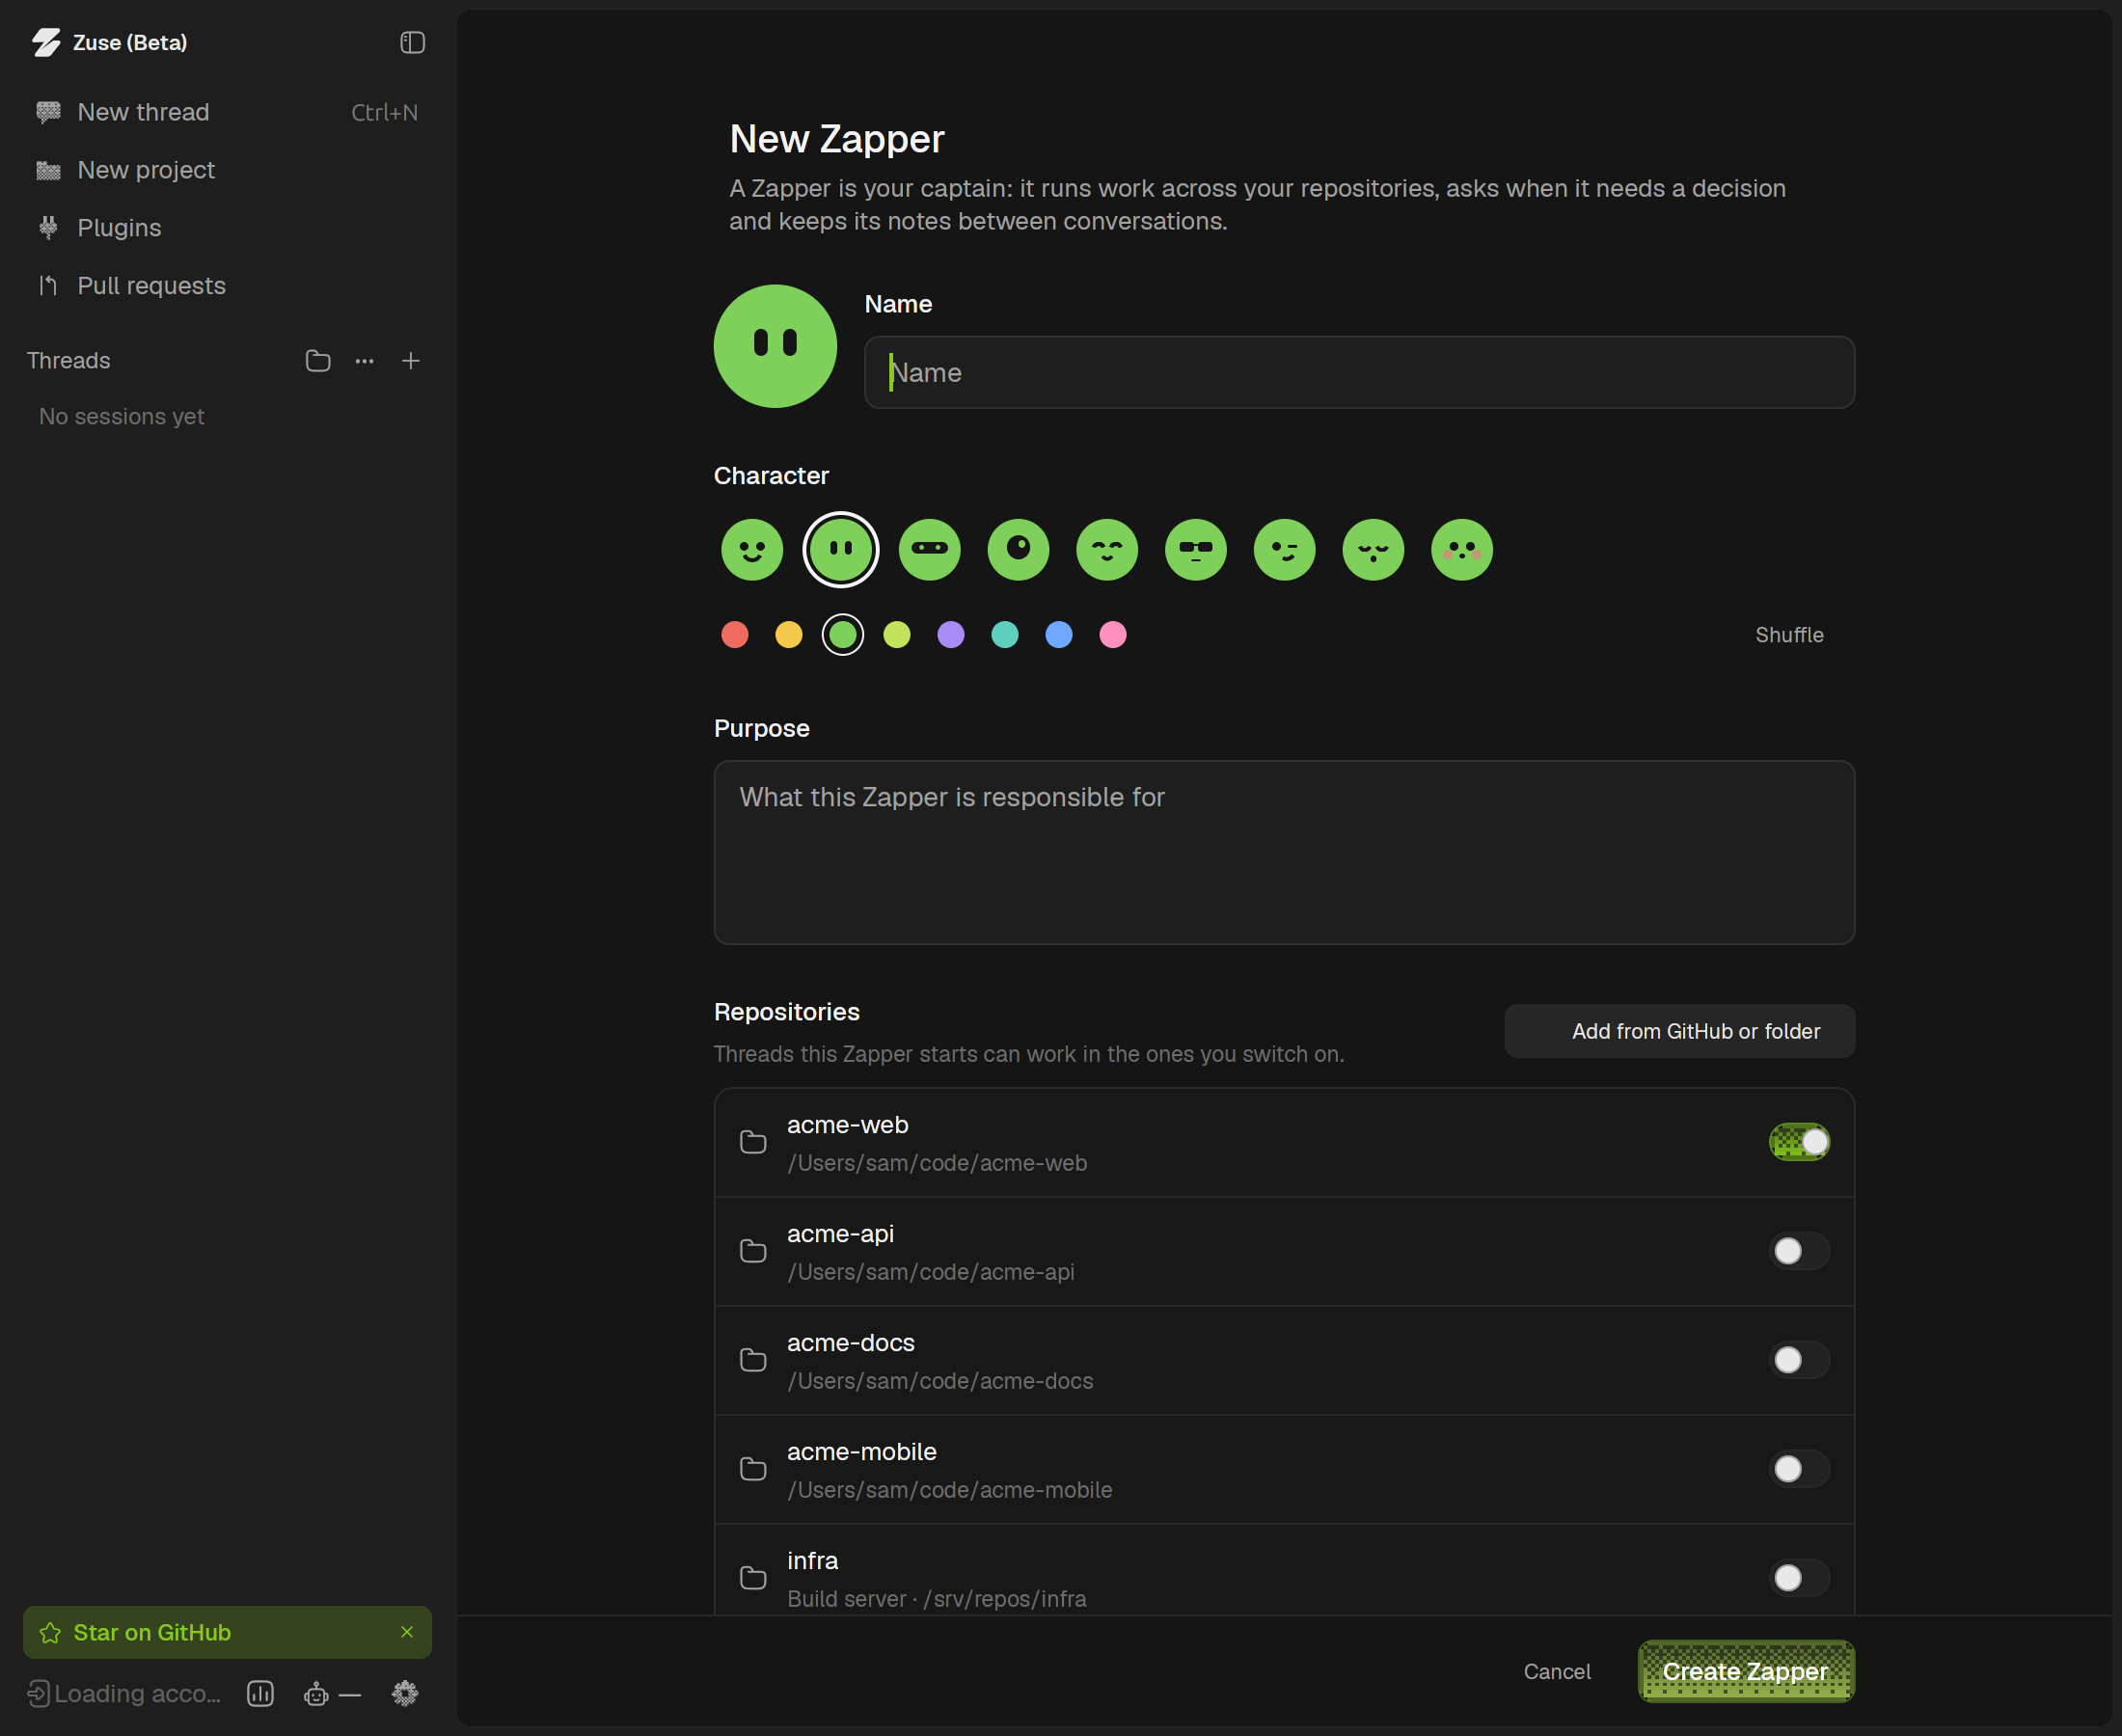 Zuse (Beta)
New thread Ctrl+N
New project
Plugins
Pull requests
Threads
No sessions yet
Star on GitHub
Loading acco...
New Zapper
A Zapper is your captain: it runs work across your repositories, asks when it needs a decision
and keeps its notes between conversations.
Name
Name
Character
Shuffle
Purpose
What this Zapper is responsible for
Repositories
Threads this Zapper starts can work in the ones you switch on.
Add from GitHub or folder
acme-web
/Users/sam/code/acme-web
acme-api
/Users/sam/code/acme-api
acme-docs
/Users/sam/code/acme-docs
acme-mobile
/Users/sam/code/acme-mobile
infra
Build server · /srv/repos/infra
Cancel
Create Zapper